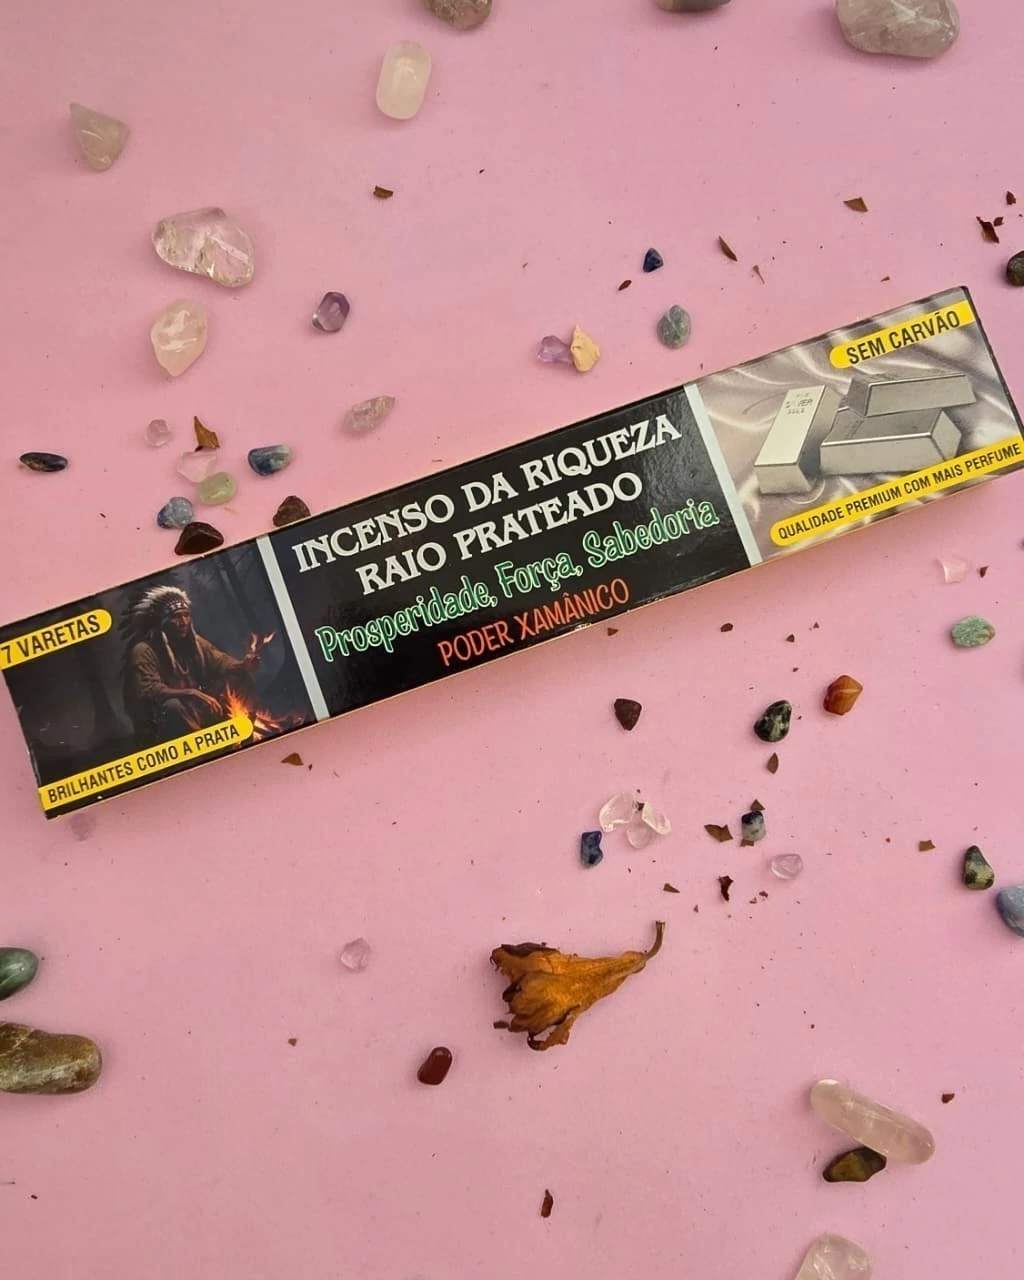 7 VARETAS
BRILHANTES COMO A PRATA
INCENSO DA RIQUEZA
RAIO PRATEADO
Prosperidade, Força, Sabedoria
PODER XAMÂNICO
SEM CARVÃO
QUALIDADE PREMIUM COM MAIS PERFUME